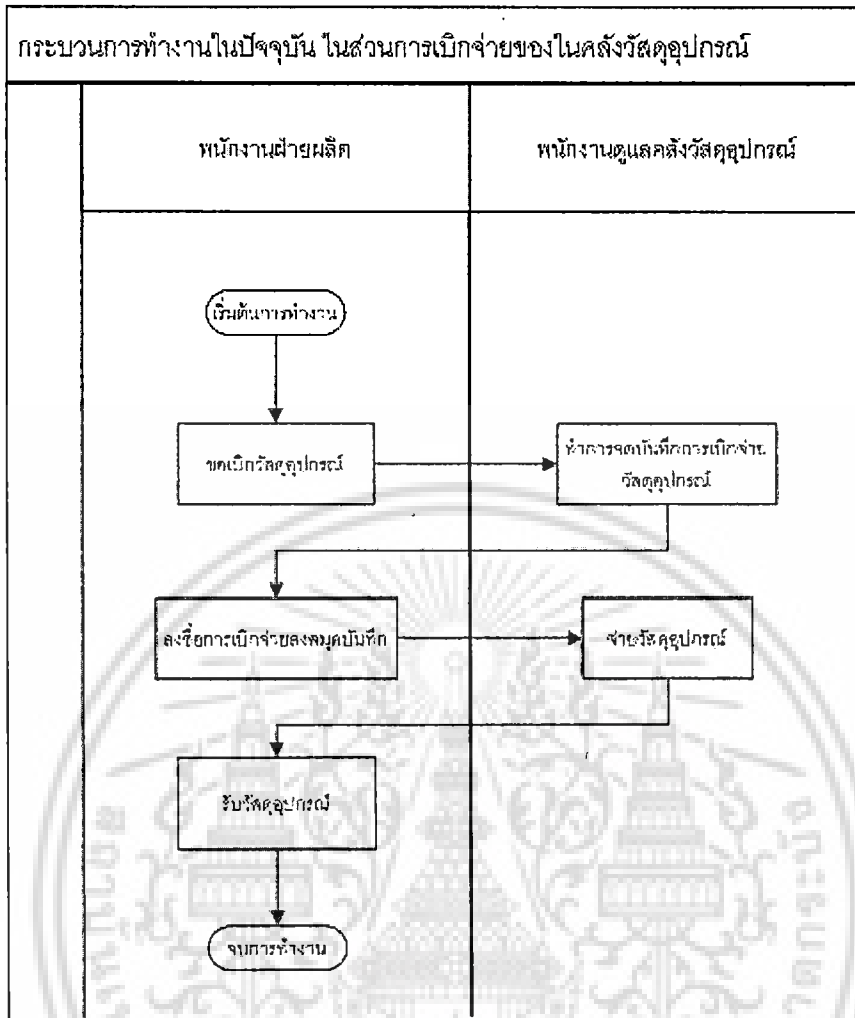 กระบวนการทำงานในปัจจุบัน ในส่วนการเบิกจ่ายของในคลังวัสดุอุปกรณ์
พนักงานฝ่ายผลิต
พนักงานดูแลคลังวัสดุอุปกรณ์
เริ่มต้นการทำงาน
ขอเบิกวัสดุอุปกรณ์
ทำการจดบันทึกการเบิกจ่าย
วัสดุอุปกรณ์
ลงชื่อการเบิกจ่ายลงสมุดบันทึก
จ่ายวัสดุอุปกรณ์
รับวัสดุอุปกรณ์
จบการทำงาน